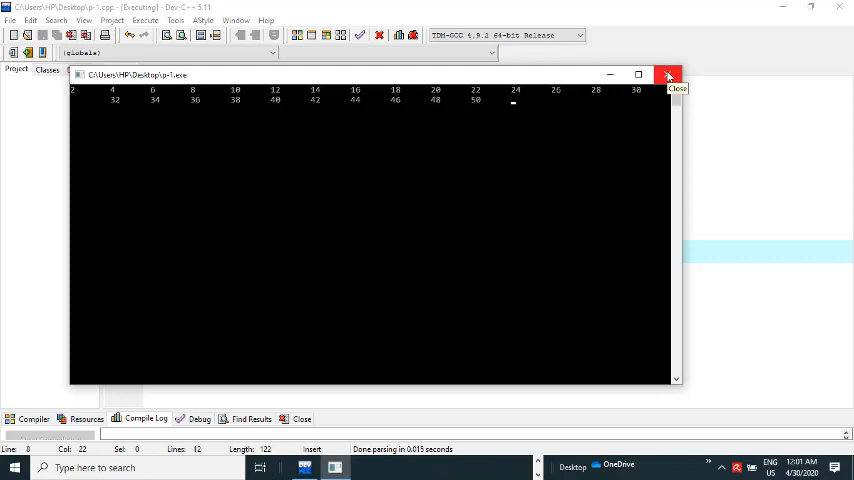 C:\Users\HP\Desktop\p-1.cpp - [Executing] - Dev-C++ 5.11
File Edit Search View Project Execute Tools AStyle Window Help
TDM-GCC 4.9.2 64-bit Release
(globals)
Project Classes
C:\Users\HP\Desktop\p-1.exe
Close
2 4 6 8 10 12 14 16 18 20 22 24 26 28 30
32 34 36 38 40 42 44 46 48 50
Compiler Resources Compile Log Debug Find Results Close
Line: 8 Col: 22 Sel: 0 Lines: 12 Length: 122 Insert Done parsing in 0.015 seconds
Type here to search
Desktop OneDrive
ENG
US
12:01 AM
4/30/2020